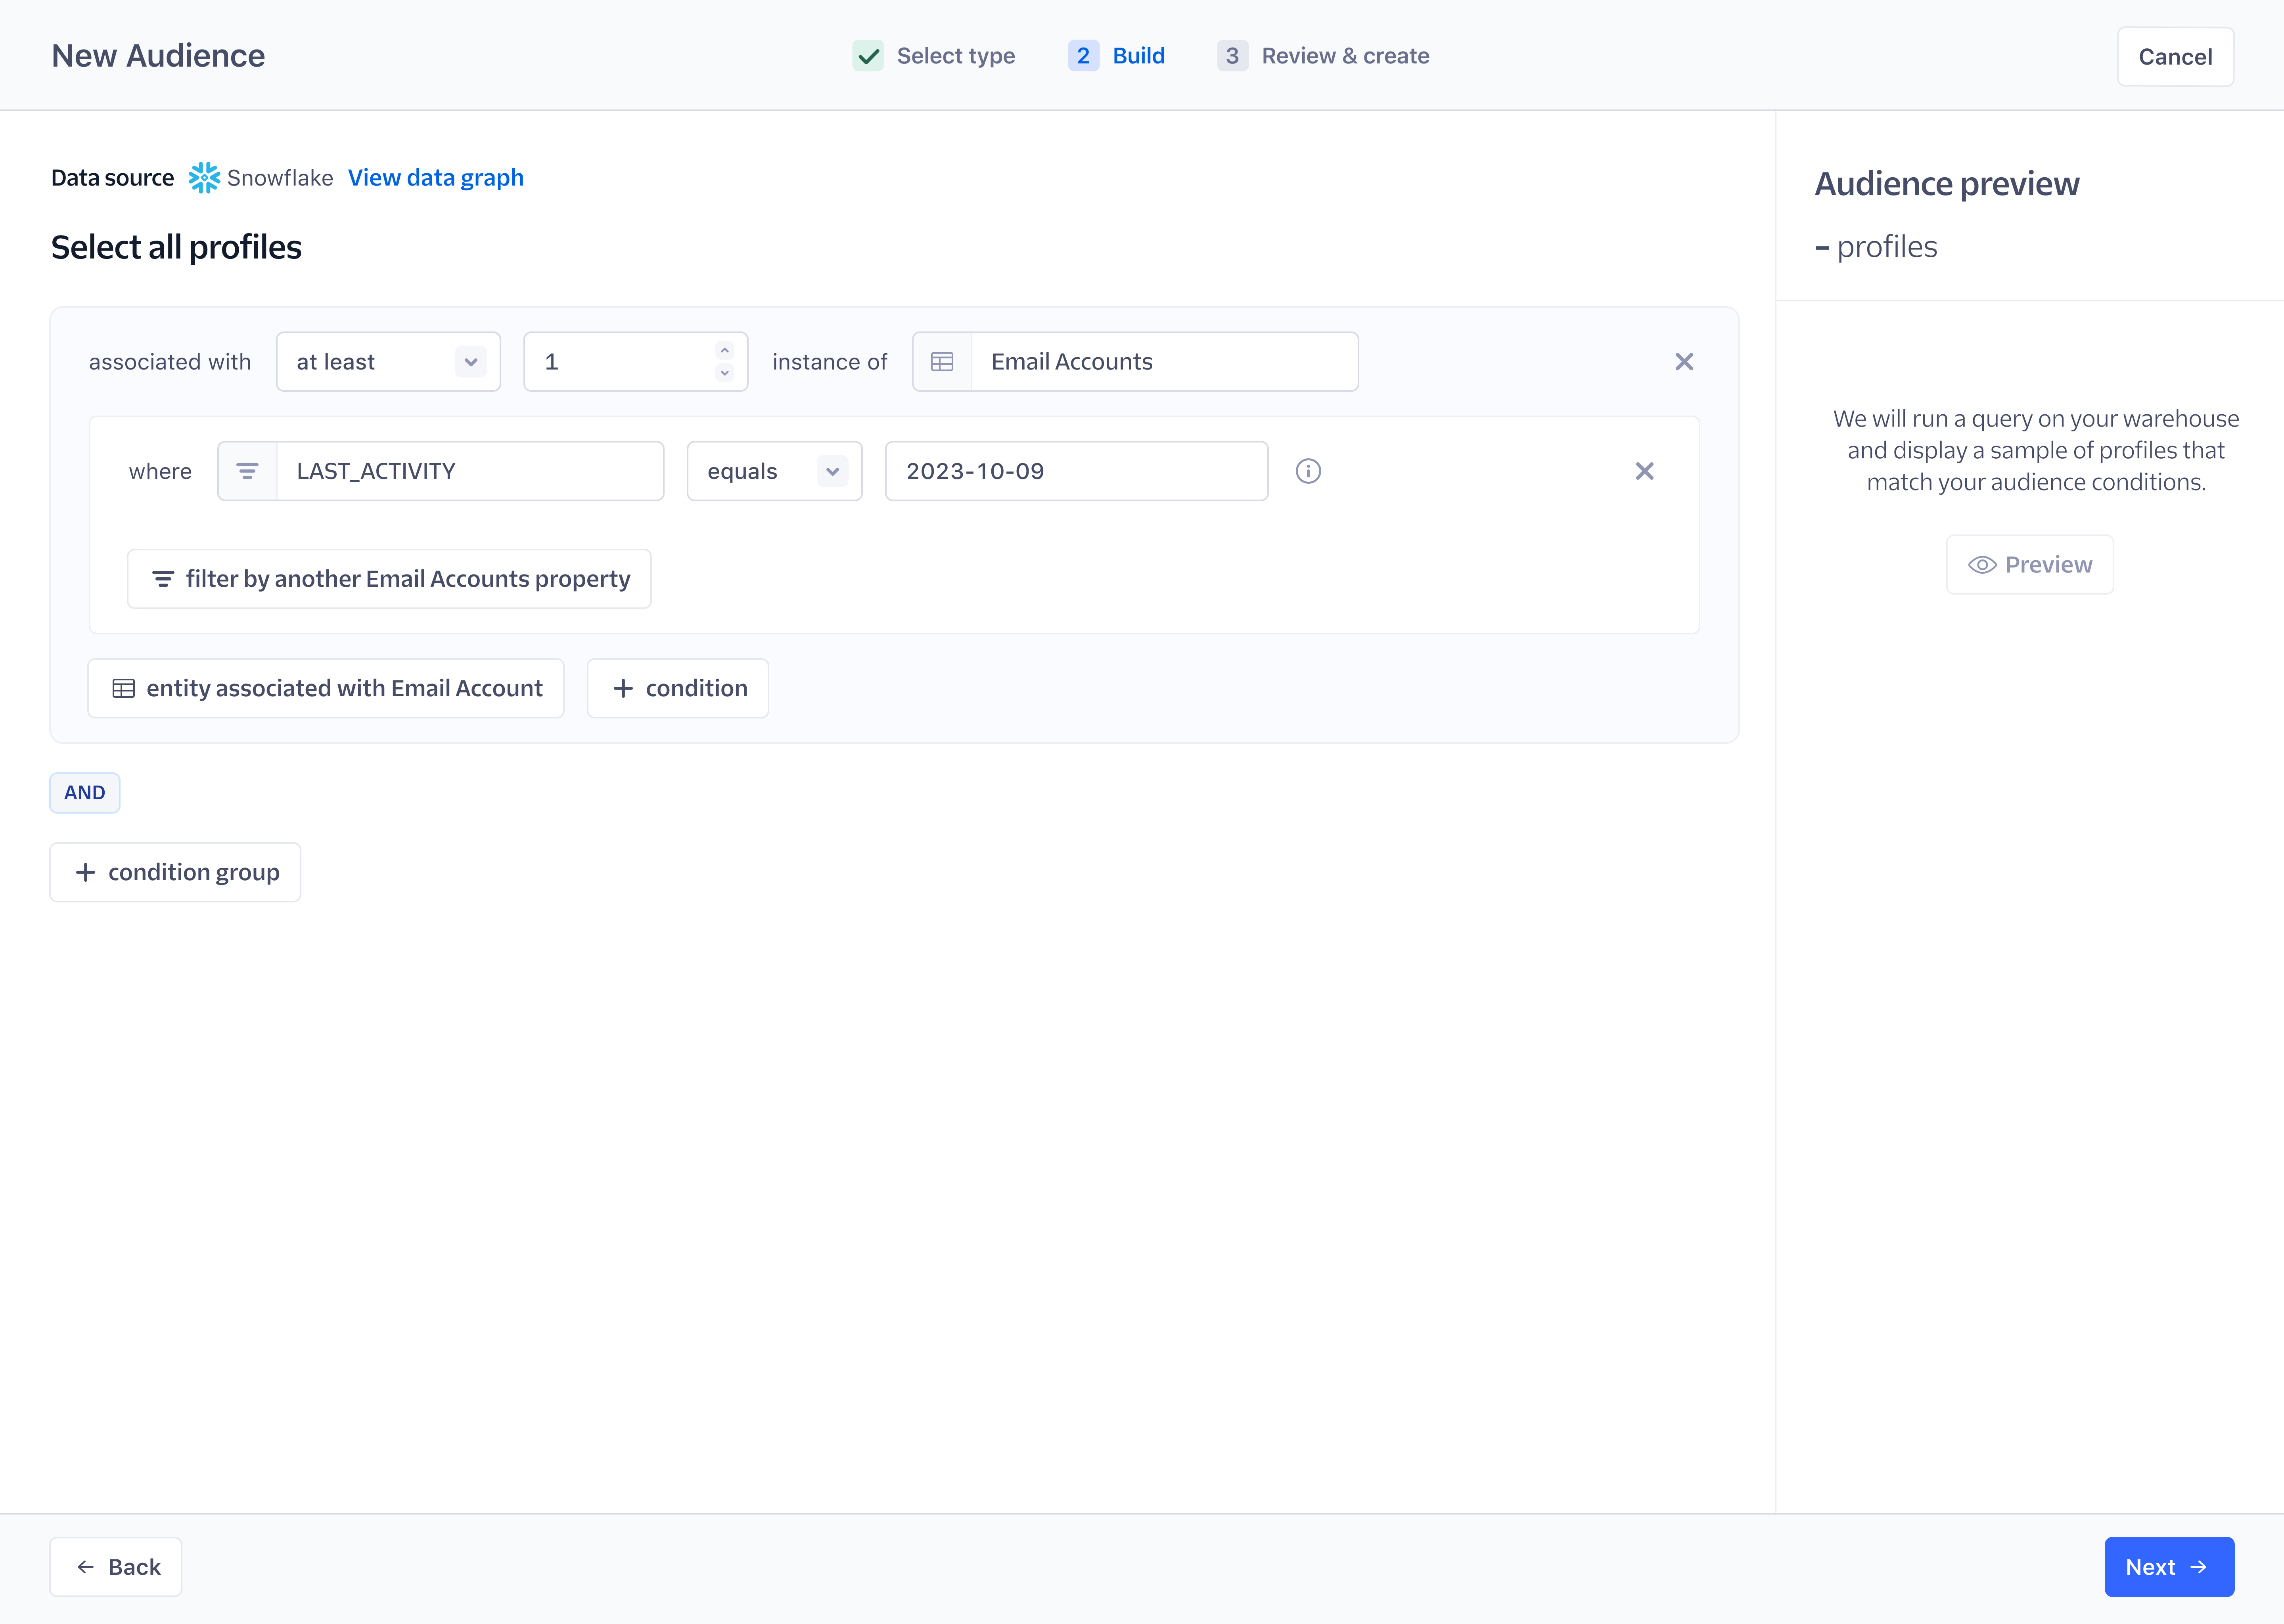 New Audience
Select type
2 Build
3 Review & create
Cancel
Data source Snowflake View data graph
Select all profiles
associated with at least 1 instance of Email Accounts
where LAST_ACTIVITY equals 2023-10-09
filter by another Email Accounts property
entity associated with Email Account
condition
AND
condition group
Audience preview
– profiles
We will run a query on your warehouse
and display a sample of profiles that
match your audience conditions.
Preview
Back
Next